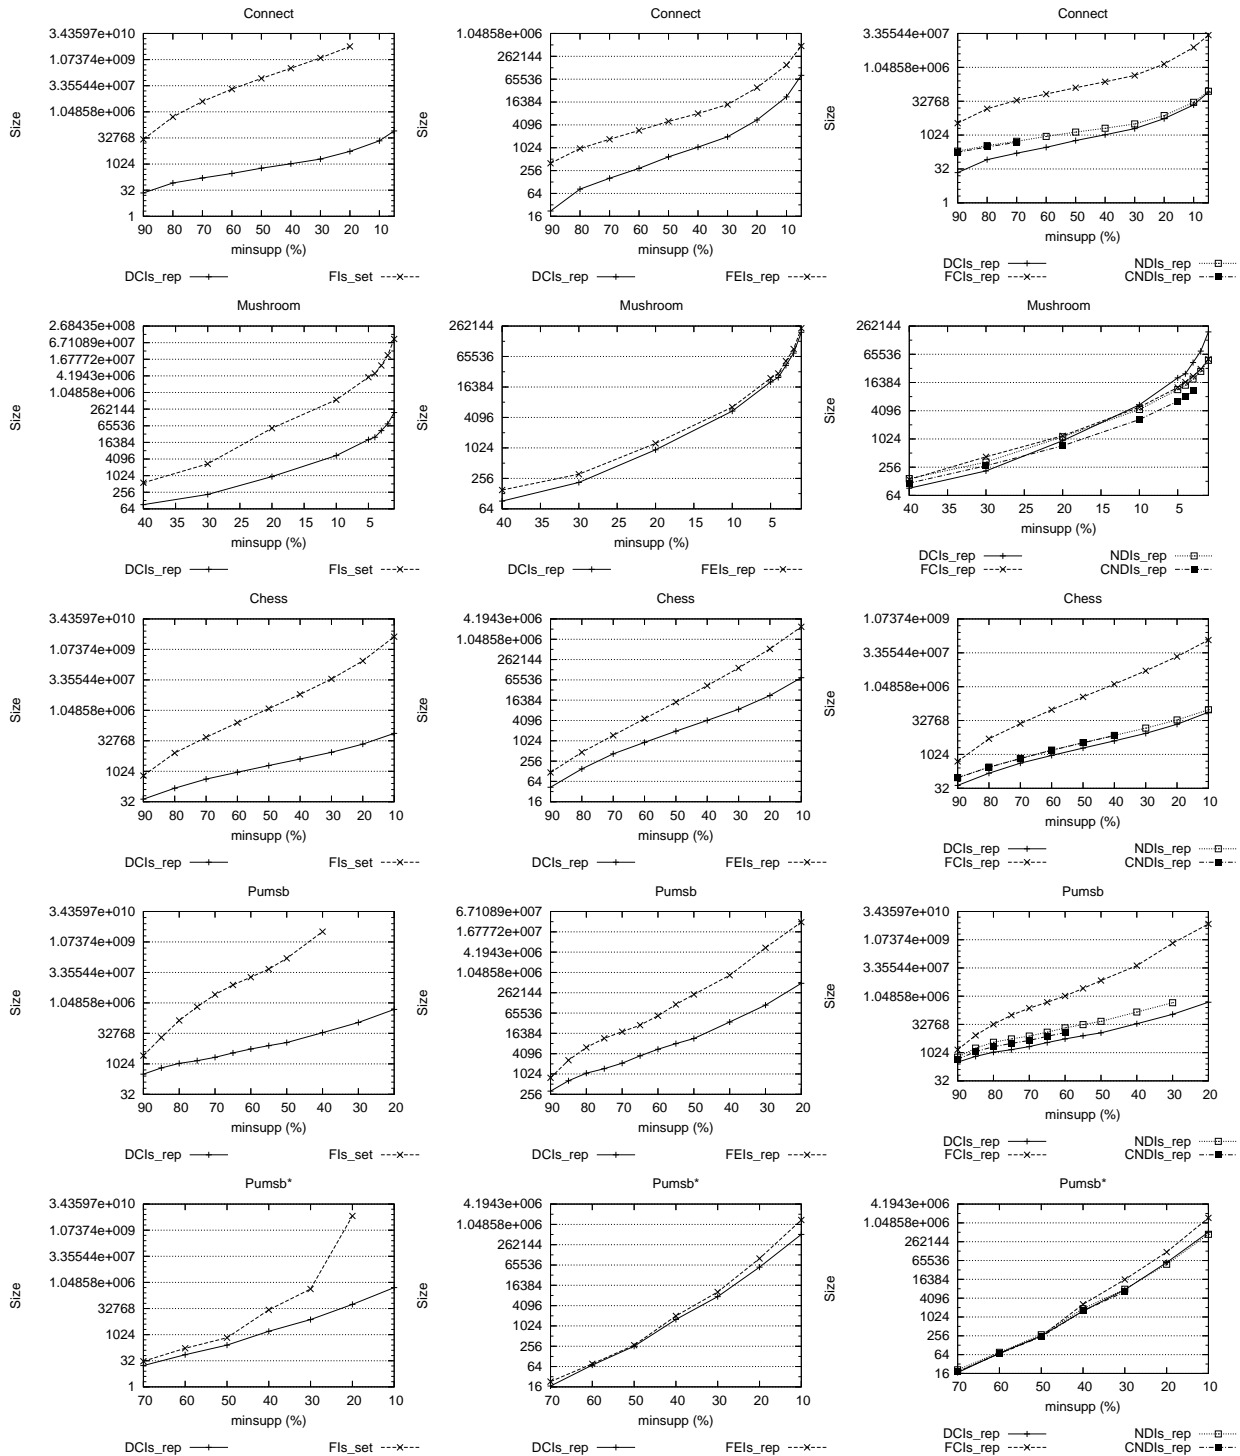 Connect
Size
3.43597e+010
1.07374e+009
3.35544e+007
1.04858e+006
32768
1024
32
1
90 80 70 60 50 40 30 20 10
minsupp (%)
DCIs_rep FIs_set
Connect
Size
1.04858e+006
262144
65536
16384
4096
1024
256
64
16
90 80 70 60 50 40 30 20 10
minsupp (%)
DCIs_rep FEIs_rep
Connect
Size
3.35544e+007
1.04858e+006
32768
1024
32
1
90 80 70 60 50 40 30 20 10
minsupp (%)
DCIs_rep NDIs_rep
FCIs_rep CNDIs_rep
Mushroom
Size
2.68435e+008
6.71089e+007
1.67772e+007
4.1943e+006
1.04858e+006
262144
65536
16384
4096
1024
256
64
40 35 30 25 20 15 10 5
minsupp (%)
DCIs_rep FIs_set
Mushroom
Size
262144
65536
16384
4096
1024
256
64
40 35 30 25 20 15 10 5
minsupp (%)
DCIs_rep FEIs_rep
Mushroom
Size
262144
65536
16384
4096
1024
256
64
40 35 30 25 20 15 10 5
minsupp (%)
DCIs_rep NDIs_rep
FCIs_rep CNDIs_rep
Chess
Size
3.43597e+010
1.07374e+009
3.35544e+007
1.04858e+006
32768
1024
32
90 80 70 60 50 40 30 20 10
minsupp (%)
DCIs_rep FIs_set
Chess
Size
4.1943e+006
1.04858e+006
262144
65536
16384
4096
1024
256
64
16
90 80 70 60 50 40 30 20 10
minsupp (%)
DCIs_rep FEIs_rep
Chess
Size
1.07374e+009
3.35544e+007
1.04858e+006
32768
1024
32
90 80 70 60 50 40 30 20 10
minsupp (%)
DCIs_rep NDIs_rep
FCIs_rep CNDIs_rep
Pumsb
Size
3.43597e+010
1.07374e+009
3.35544e+007
1.04858e+006
32768
1024
32
90 80 70 60 50 40 30 20
minsupp (%)
DCIs_rep FIs_set
Pumsb
Size
6.71089e+007
1.67772e+007
4.1943e+006
1.04858e+006
262144
65536
16384
4096
1024
256
90 80 70 60 50 40 30 20
minsupp (%)
DCIs_rep FEIs_rep
Pumsb
Size
3.43597e+010
1.07374e+009
3.35544e+007
1.04858e+006
32768
1024
32
90 80 70 60 50 40 30 20
minsupp (%)
DCIs_rep NDIs_rep
FCIs_rep CNDIs_rep
Pumsb*
Size
3.43597e+010
1.07374e+009
3.35544e+007
1.04858e+006
32768
1024
32
1
70 60 50 40 30 20 10
minsupp (%)
DCIs_rep FIs_set
Pumsb*
Size
4.1943e+006
1.04858e+006
262144
65536
16384
4096
1024
256
64
16
70 60 50 40 30 20 10
minsupp (%)
DCIs_rep FEIs_rep
Pumsb*
Size
4.1943e+006
1.04858e+006
262144
65536
16384
4096
1024
256
64
16
70 60 50 40 30 20 10
minsupp (%)
DCIs_rep NDIs_rep
FCIs_rep CNDIs_rep